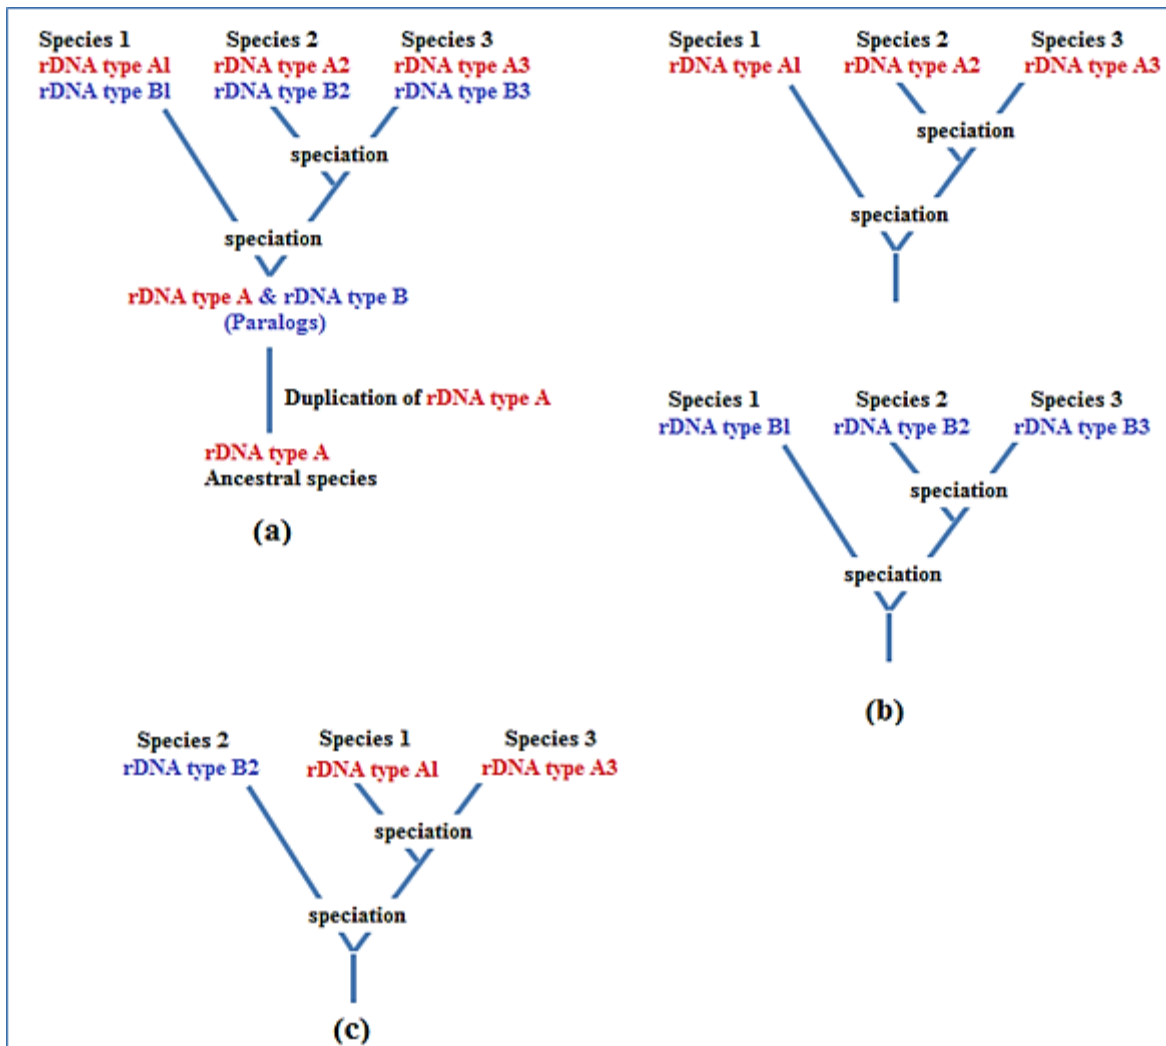 Species 1 Species 2 Species 3
rDNA type A1 rDNA type A2 rDNA type A3
rDNA type B1 rDNA type B2 rDNA type B3
speciation
speciation
rDNA type A & rDNA type B
(Paralogs)
Duplication of rDNA type A
rDNA type A
Ancestral species
(a)
Species 1 Species 2 Species 3
rDNA type A1 rDNA type A2 rDNA type A3
speciation
speciation
Species 1 Species 2 Species 3
rDNA type B1 rDNA type B2 rDNA type B3
speciation
speciation
(b)
Species 2 Species 1 Species 3
rDNA type B2 rDNA type A1 rDNA type A3
speciation
speciation
(c)